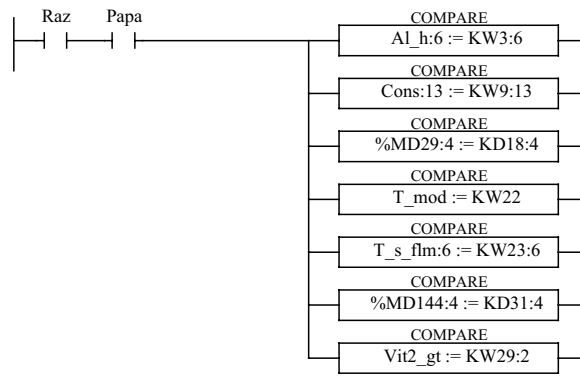 Raz Papa
COMPARE
Al_h:6 := KW3:6
COMPARE
Cons:13 := KW9:13
COMPARE
%MD29:4 := KD18:4
COMPARE
T_mod := KW22
COMPARE
T_s_flm:6 := KW23:6
COMPARE
%MD144:4 := KD31:4
COMPARE
Vit2_gt := KW29:2